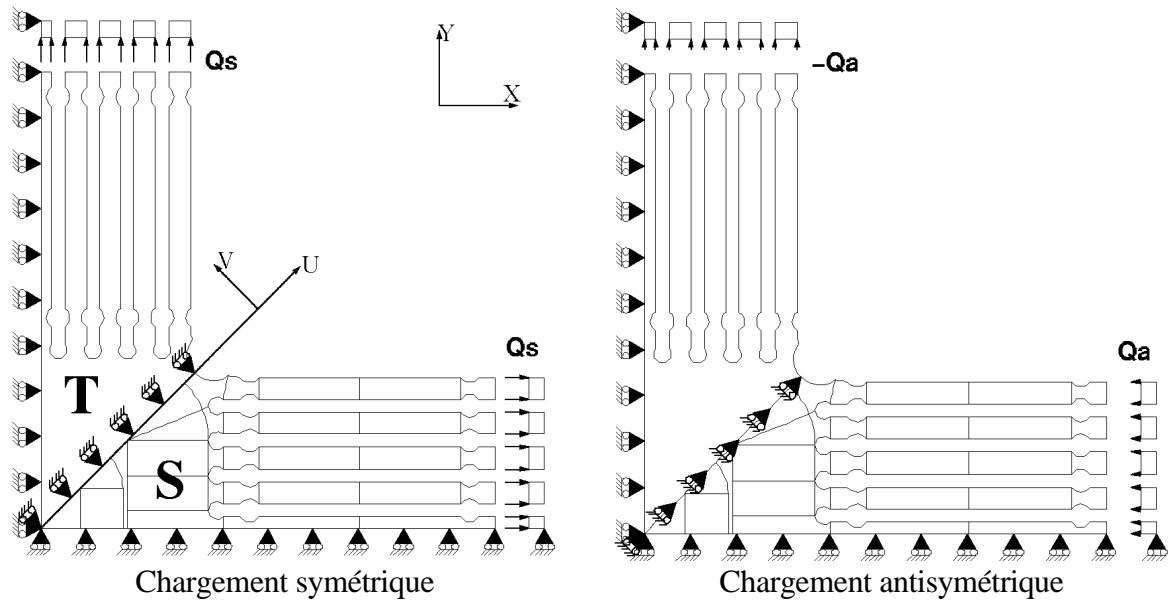 Qs
Y
X
V
U
Qs
T
S
Chargement symétrique
-Qa
Qa
Chargement antisymétrique